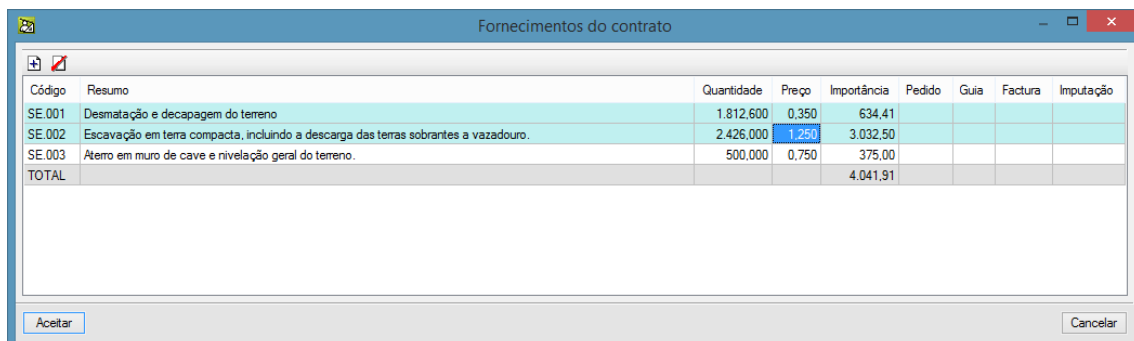 Fornecimentos do contrato
Código Resumo Quantidade Preço Importância Pedido Guia Factura Imputação
SE.001 Desmatação e decapagem do terreno 1.812,600 0,350 634,41
SE.002 Escavação em terra compacta, incluindo a descarga das terras sobrantes a vazadouro. 2.426,000 1,250 3.032,50
SE.003 Aterro em muro de cave e nivelação geral do terreno. 500,000 0,750 375,00
TOTAL 4.041,91
Aceitar Cancelar